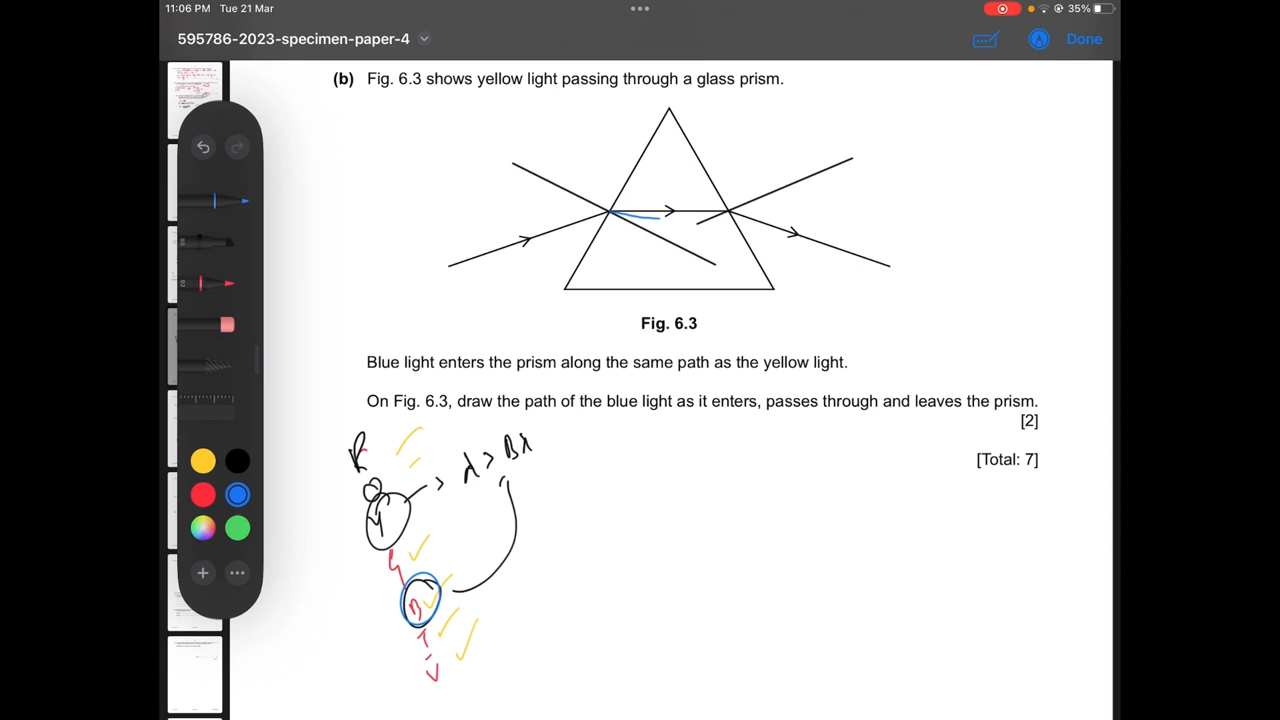 11:06 PM Tue 21 Mar
35%
595786-2023-specimen-paper-4
Done
(b) Fig. 6.3 shows yellow light passing through a glass prism.
Fig. 6.3
Blue light enters the prism along the same path as the yellow light.
On Fig. 6.3, draw the path of the blue light as it enters, passes through and leaves the prism.
[2]
[Total: 7]
R
O
Y
λ > Bλ
B
V